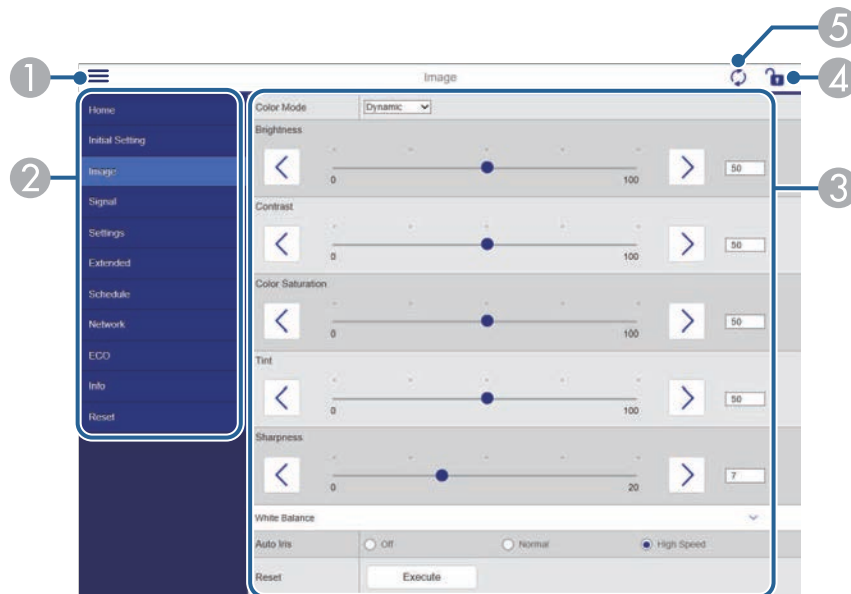 5
1
Image
4
Home
Initial Setting
Image
Signal
Settings
Extended
Schedule
Network
ECO
Info
Reset
2
Color Mode
Dynamic
Brightness
0
100
50
3
Contrast
0
100
50
Color Saturation
0
100
50
Tint
0
100
50
Sharpness
0
20
7
White Balance
Auto Iris
Off
Normal
High Speed
Reset
Execute